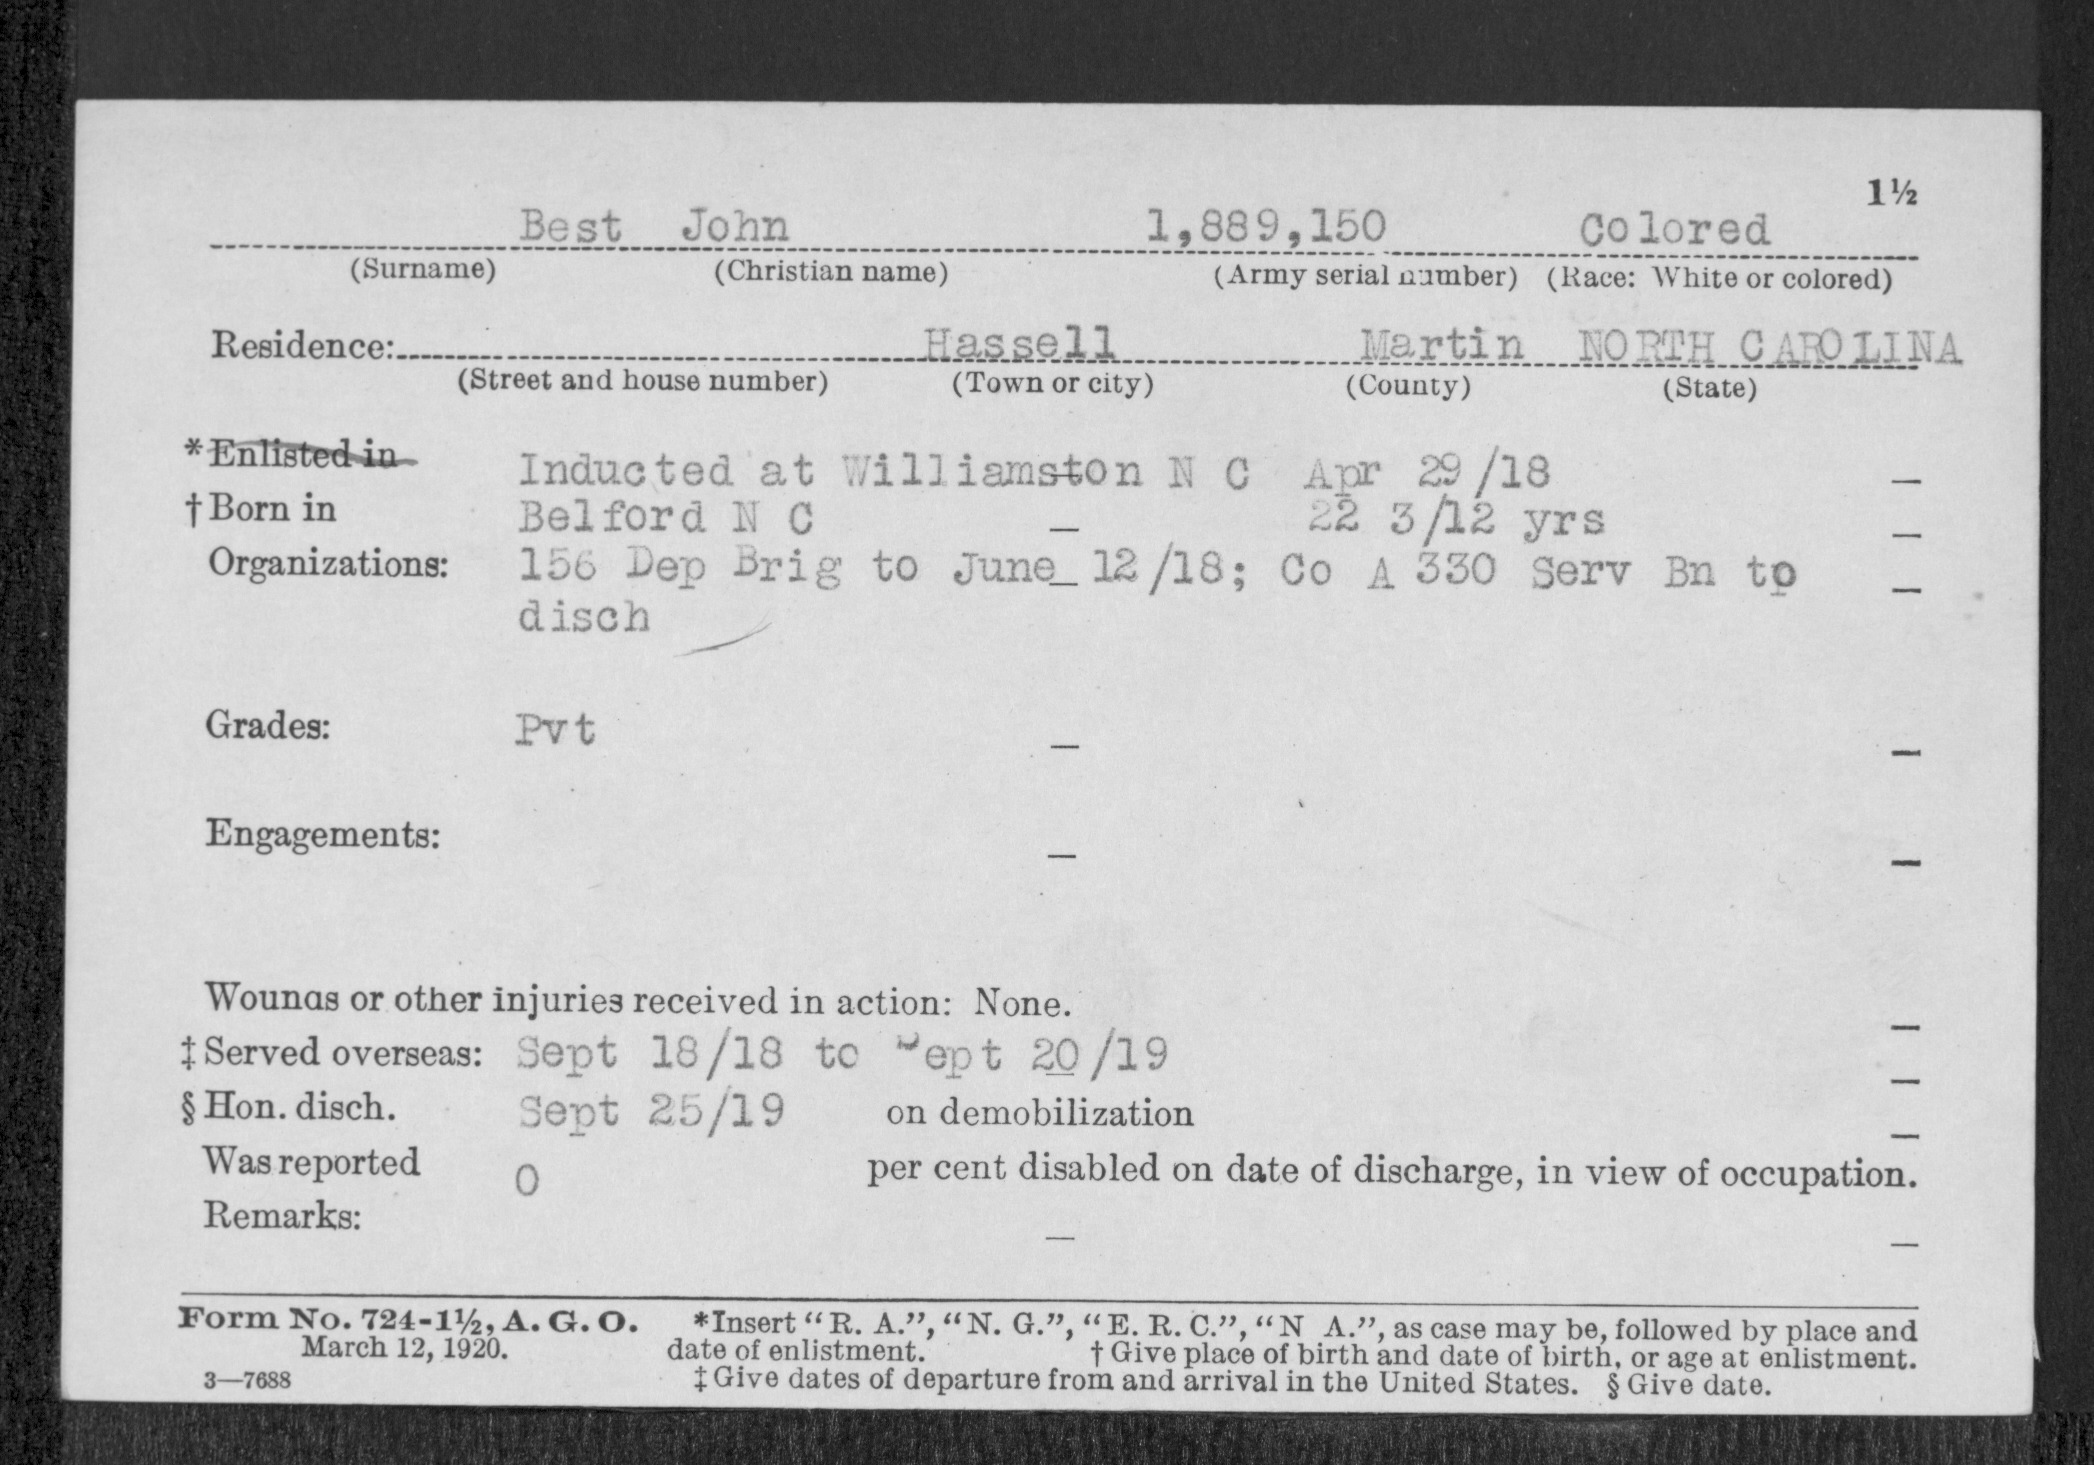 1½
Best John 1,889,150 Colored
(Surname) (Christian name) (Army serial number) (Race: White or colored)
Residence: Hassell Martin NORTH CAROLINA
(Street and house number) (Town or city) (County) (State)
*Enlisted in Inducted at Williamston N C Apr 29/18 –
†Born in Belford N C – 22 3/12 yrs –
Organizations: 156 Dep Brig to June 12/18; Co A 330 Serv Bn to –
disch
Grades: Pvt – –
Engagements: – –
Wounds or other injuries received in action: None. –
‡Served overseas: Sept 18/18 to Sept 20/19 –
§Hon. disch. Sept 25/19 on demobilization –
Was reported 0 per cent disabled on date of discharge, in view of occupation.
Remarks: – –
Form No. 724-1½, A. G. O. *Insert "R. A.", "N. G.", "E. R. C.", "N A.", as case may be, followed by place and
March 12, 1920. date of enlistment. †Give place of birth and date of birth, or age at enlistment.
3—7688 ‡Give dates of departure from and arrival in the United States. §Give date.